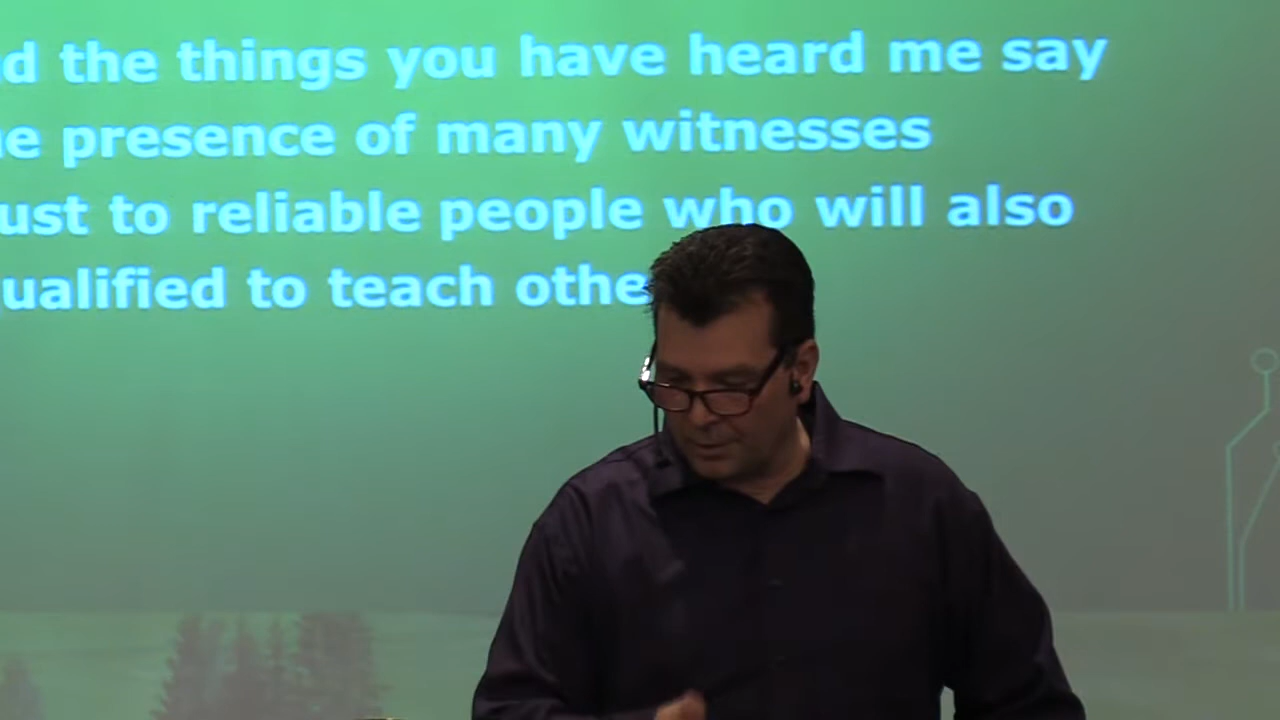 d the things you have heard me say
e presence of many witnesses
ust to reliable people who will also
ualified to teach othe